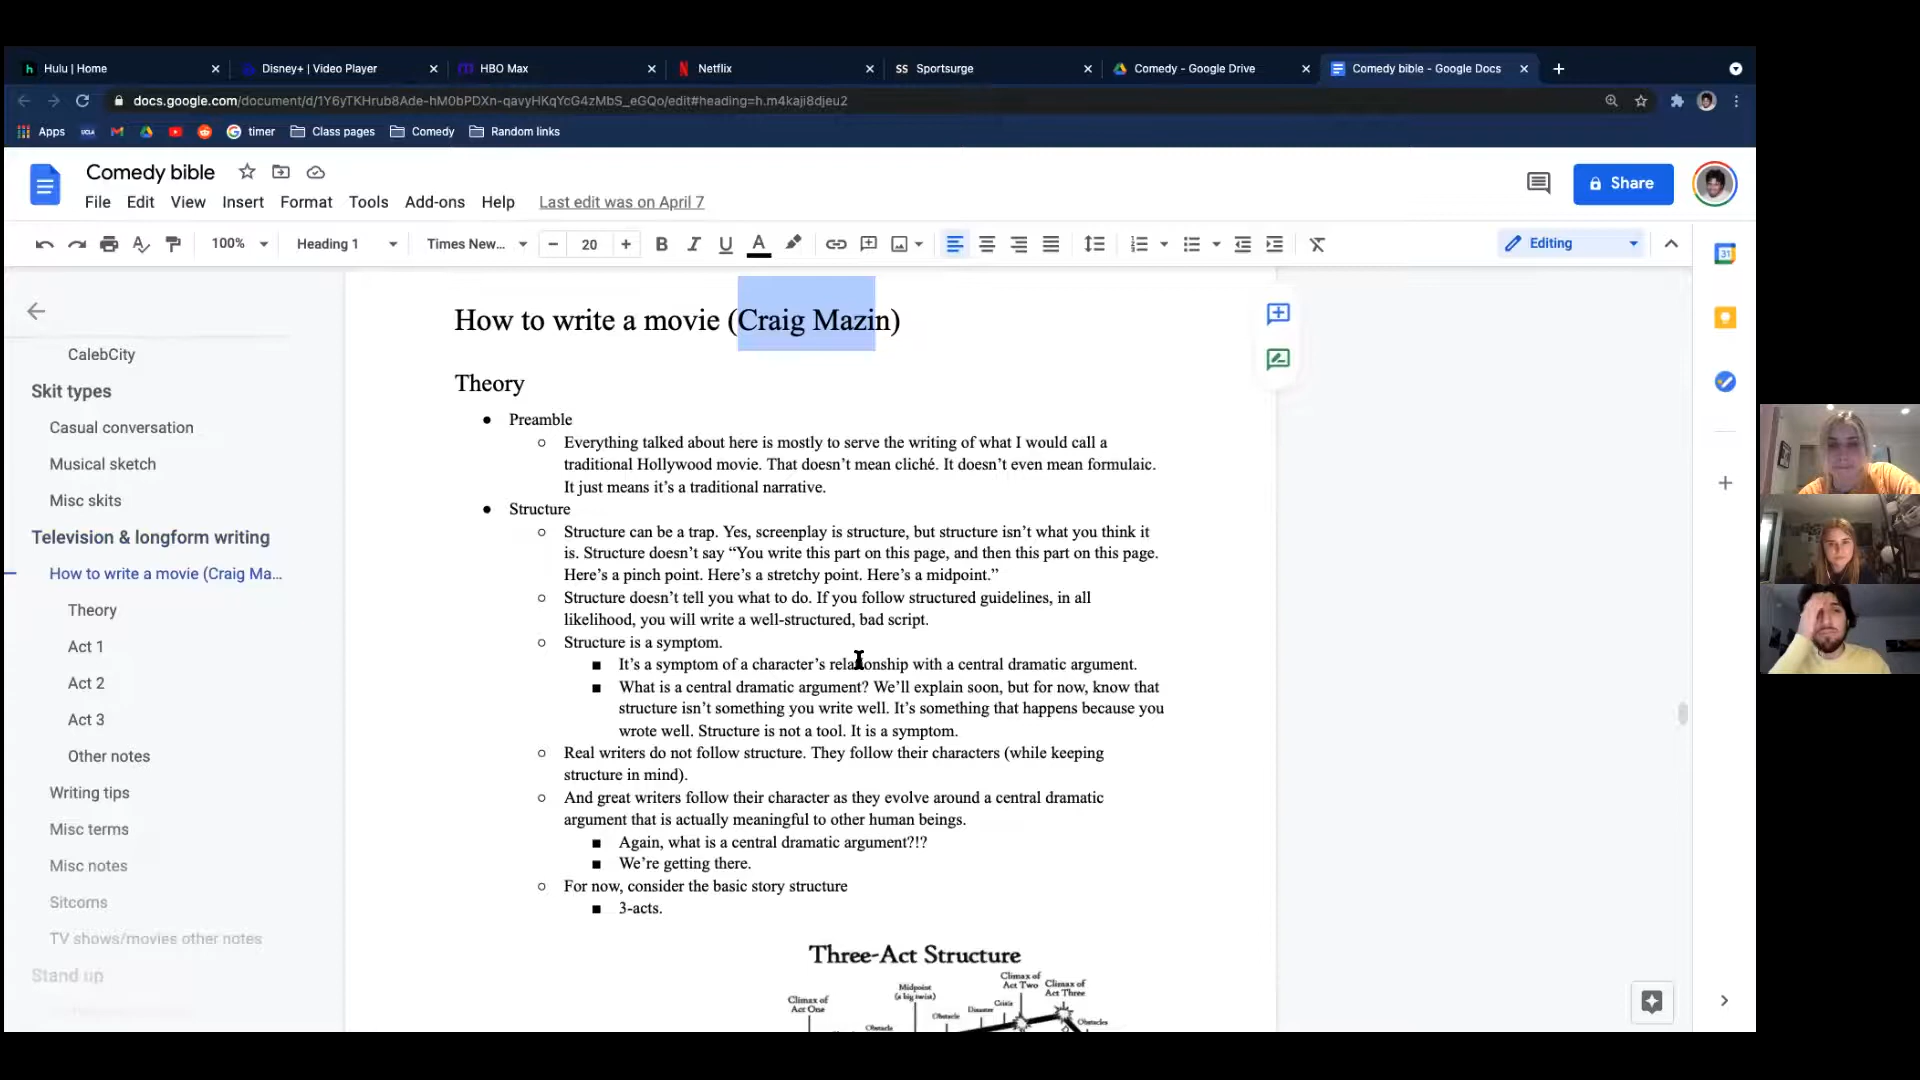 Hulu | Home
Disney+ | Video Player
HBO Max
Netflix
SS Sportsurge
Comedy - Google Drive
Comedy bible - Google Docs
docs.google.com/document/d/1Y6yTKHrub8Ade-hM0bPDXn-qavyHKqYcG4zMbS_eGQo/edit#heading=h.m4kaji8djeu2
Apps
UCLA
timer
Class pages
Comedy
Random links
Comedy bible
Share
File Edit View Insert Format Tools Add-ons Help Last edit was on April 7
100% Heading 1 Times New... 20 B I U A Editing
31
CalebCity
Skit types
Casual conversation
Musical sketch
Misc skits
Television & longform writing
How to write a movie (Craig Ma...
Theory
Act 1
Act 2
Act 3
Other notes
Writing tips
Misc terms
Misc notes
Sitcoms
TV shows/movies other notes
Stand up
How to write a movie (Craig Mazin)
Theory
● Preamble
○ Everything talked about here is mostly to serve the writing of what I would call a
traditional Hollywood movie. That doesn’t mean cliché. It doesn’t even mean formulaic.
It just means it’s a traditional narrative.
● Structure
○ Structure can be a trap. Yes, screenplay is structure, but structure isn’t what you think it
is. Structure doesn’t say “You write this part on this page, and then this part on this page.
Here’s a pinch point. Here’s a stretchy point. Here’s a midpoint.”
○ Structure doesn’t tell you what to do. If you follow structured guidelines, in all
likelihood, you will write a well-structured, bad script.
○ Structure is a symptom.
■ It’s a symptom of a character’s relationship with a central dramatic argument.
■ What is a central dramatic argument? We’ll explain soon, but for now, know that
structure isn’t something you write well. It’s something that happens because you
wrote well. Structure is not a tool. It is a symptom.
○ Real writers do not follow structure. They follow their characters (while keeping
structure in mind).
○ And great writers follow their character as they evolve around a central dramatic
argument that is actually meaningful to other human beings.
■ Again, what is a central dramatic argument?!?
■ We’re getting there.
○ For now, consider the basic story structure
■ 3-acts.
Three-Act Structure
Climax of
Act One
Midpoint
(a big twist)
Climax of
Act Two
Climax of
Act Three
Obstacle
Obstacle
Disaster
Crisis
Obstacles